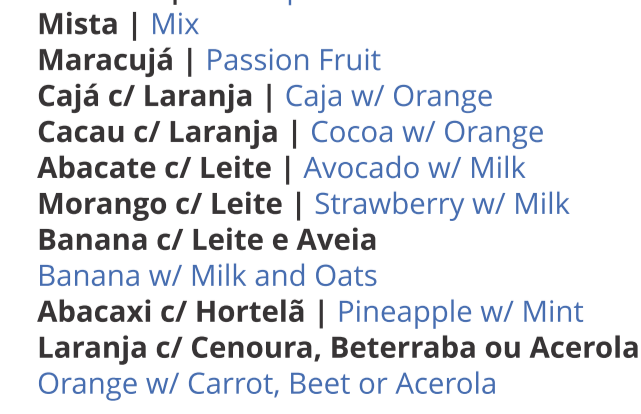 Mista | Mix
Maracujá | Passion Fruit
Cajá c/ Laranja | Caja w/ Orange
Cacau c/ Laranja | Cocoa w/ Orange
Abacate c/ Leite | Avocado w/ Milk
Morango c/ Leite | Strawberry w/ Milk
Banana c/ Leite e Aveia
Banana w/ Milk and Oats
Abacaxi c/ Hortelã | Pineapple w/ Mint
Laranja c/ Cenoura, Beterraba ou Acerola
Orange w/ Carrot, Beet or Acerola